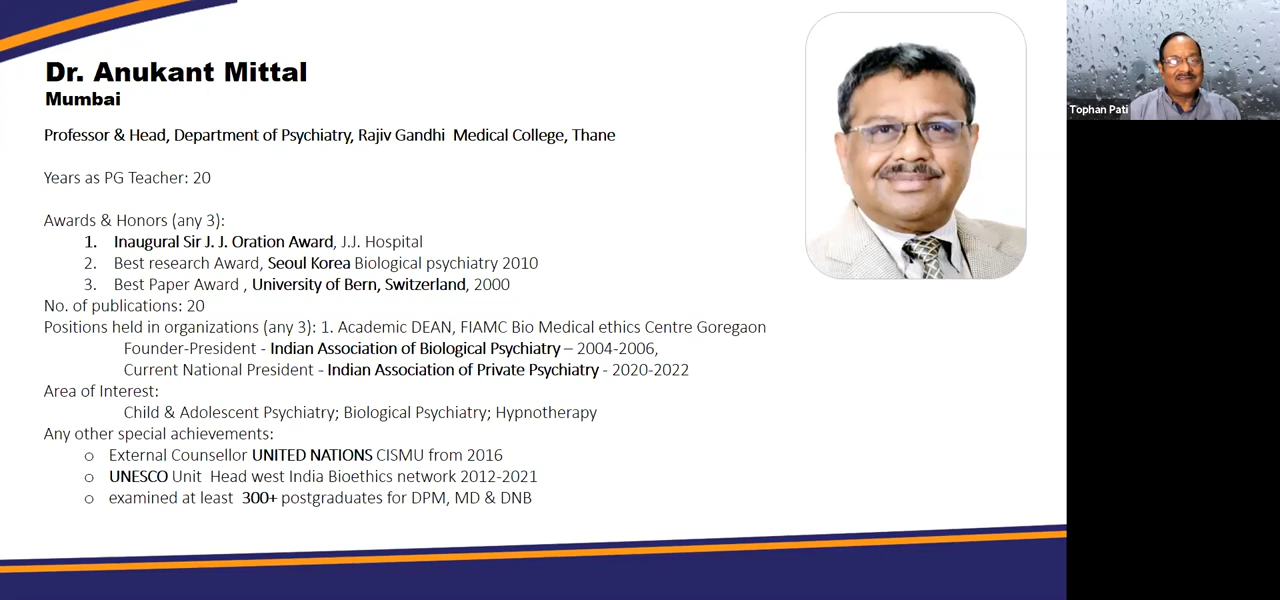 Dr. Anukant Mittal
Mumbai
Professor & Head, Department of Psychiatry, Rajiv Gandhi Medical College, Thane
Years as PG Teacher: 20
Awards & Honors (any 3):
1. Inaugural Sir J. J. Oration Award, J.J. Hospital
2. Best research Award, Seoul Korea Biological psychiatry 2010
3. Best Paper Award , University of Bern, Switzerland, 2000
No. of publications: 20
Positions held in organizations (any 3): 1. Academic DEAN, FIAMC Bio Medical ethics Centre Goregaon
Founder-President - Indian Association of Biological Psychiatry – 2004-2006,
Current National President - Indian Association of Private Psychiatry - 2020-2022
Area of Interest:
Child & Adolescent Psychiatry; Biological Psychiatry; Hypnotherapy
Any other special achievements:
o External Counsellor UNITED NATIONS CISMU from 2016
o UNESCO Unit Head west India Bioethics network 2012-2021
o examined at least 300+ postgraduates for DPM, MD & DNB
Tophan Pati